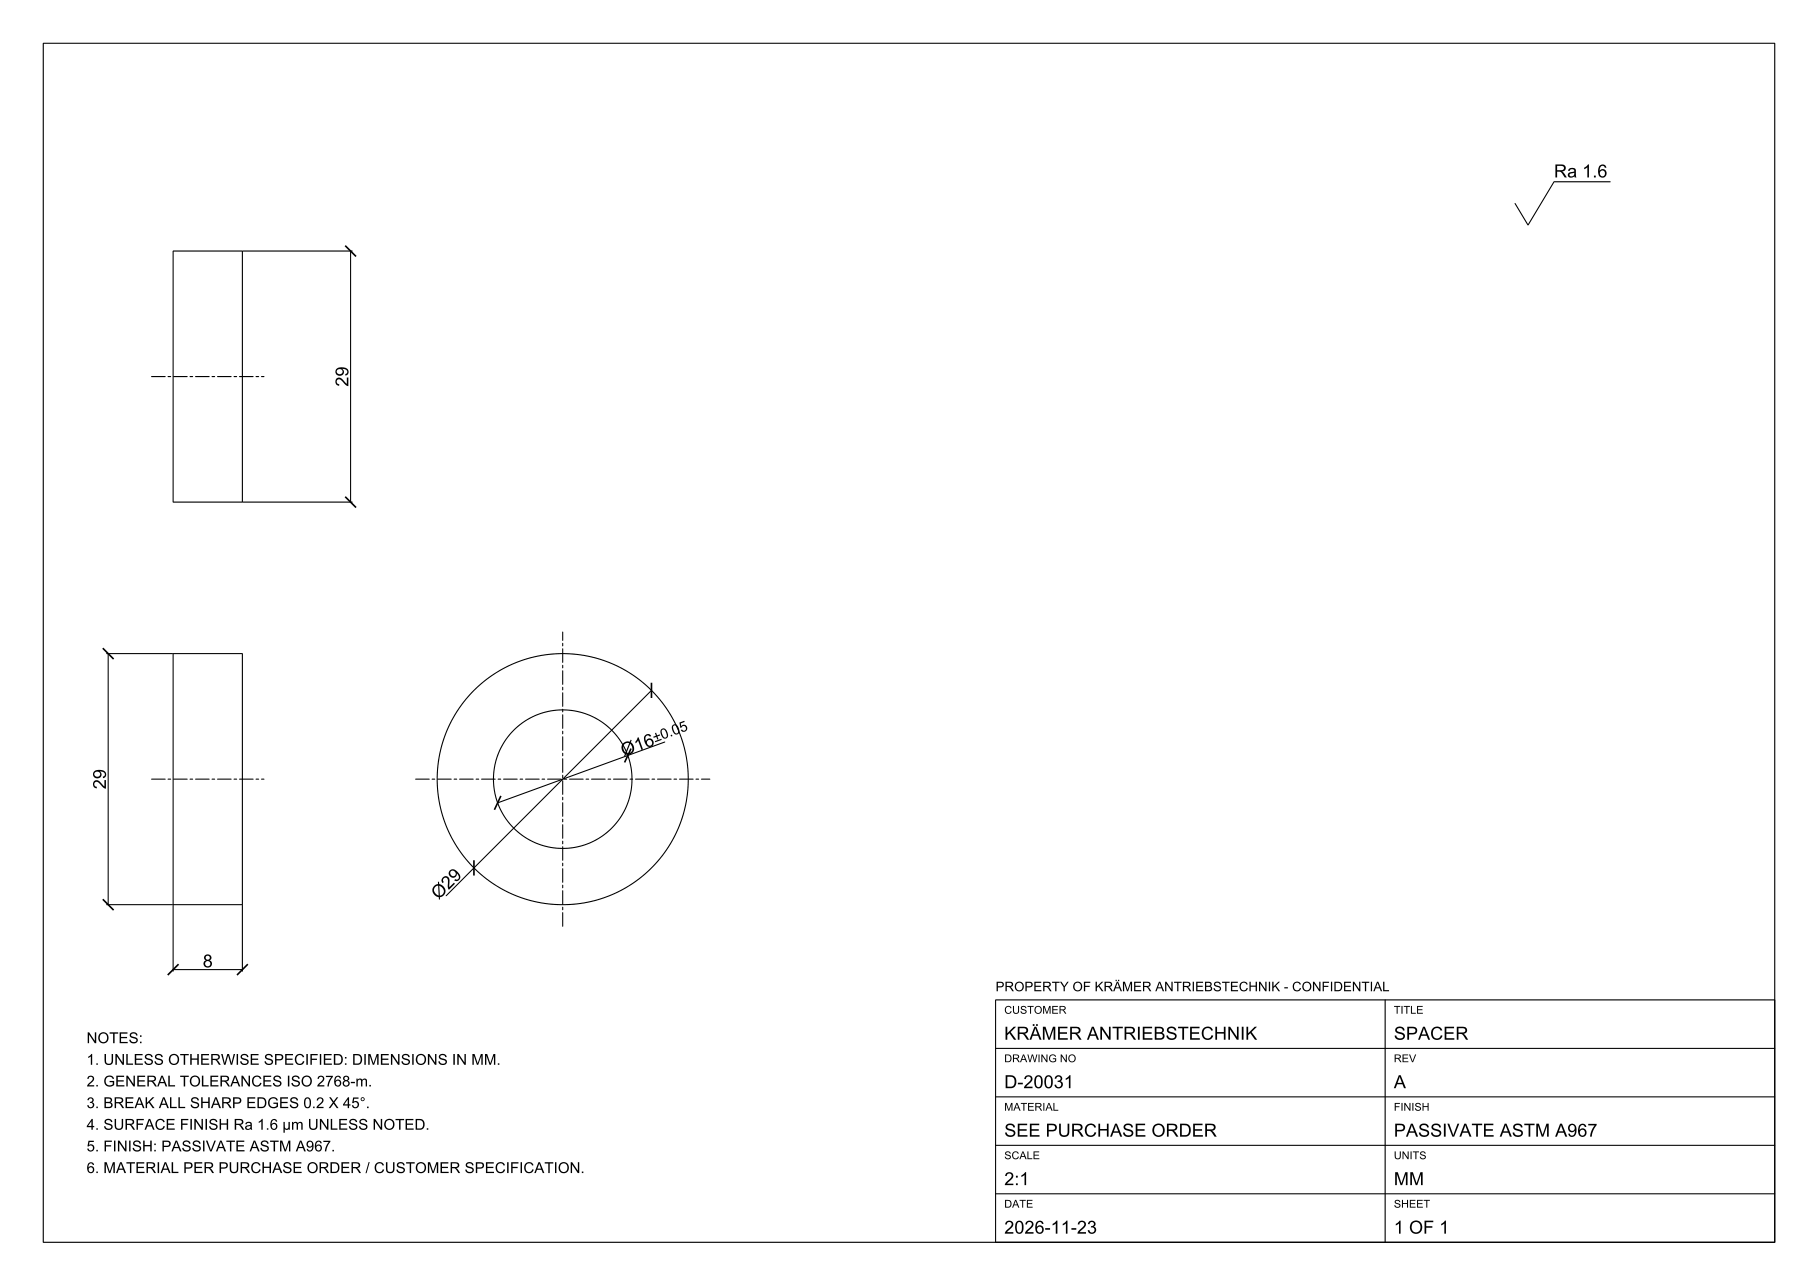 Ra 1.6
29
29
Ø16±0.05
Ø29
8
PROPERTY OF KRÄMER ANTRIEBSTECHNIK - CONFIDENTIAL
CUSTOMER
KRÄMER ANTRIEBSTECHNIK
TITLE
SPACER
DRAWING NO
D-20031
REV
A
MATERIAL
SEE PURCHASE ORDER
FINISH
PASSIVATE ASTM A967
SCALE
2:1
UNITS
MM
DATE
2026-11-23
SHEET
1 OF 1
NOTES:
1. UNLESS OTHERWISE SPECIFIED: DIMENSIONS IN MM.
2. GENERAL TOLERANCES ISO 2768-m.
3. BREAK ALL SHARP EDGES 0.2 X 45°.
4. SURFACE FINISH Ra 1.6 µm UNLESS NOTED.
5. FINISH: PASSIVATE ASTM A967.
6. MATERIAL PER PURCHASE ORDER / CUSTOMER SPECIFICATION.